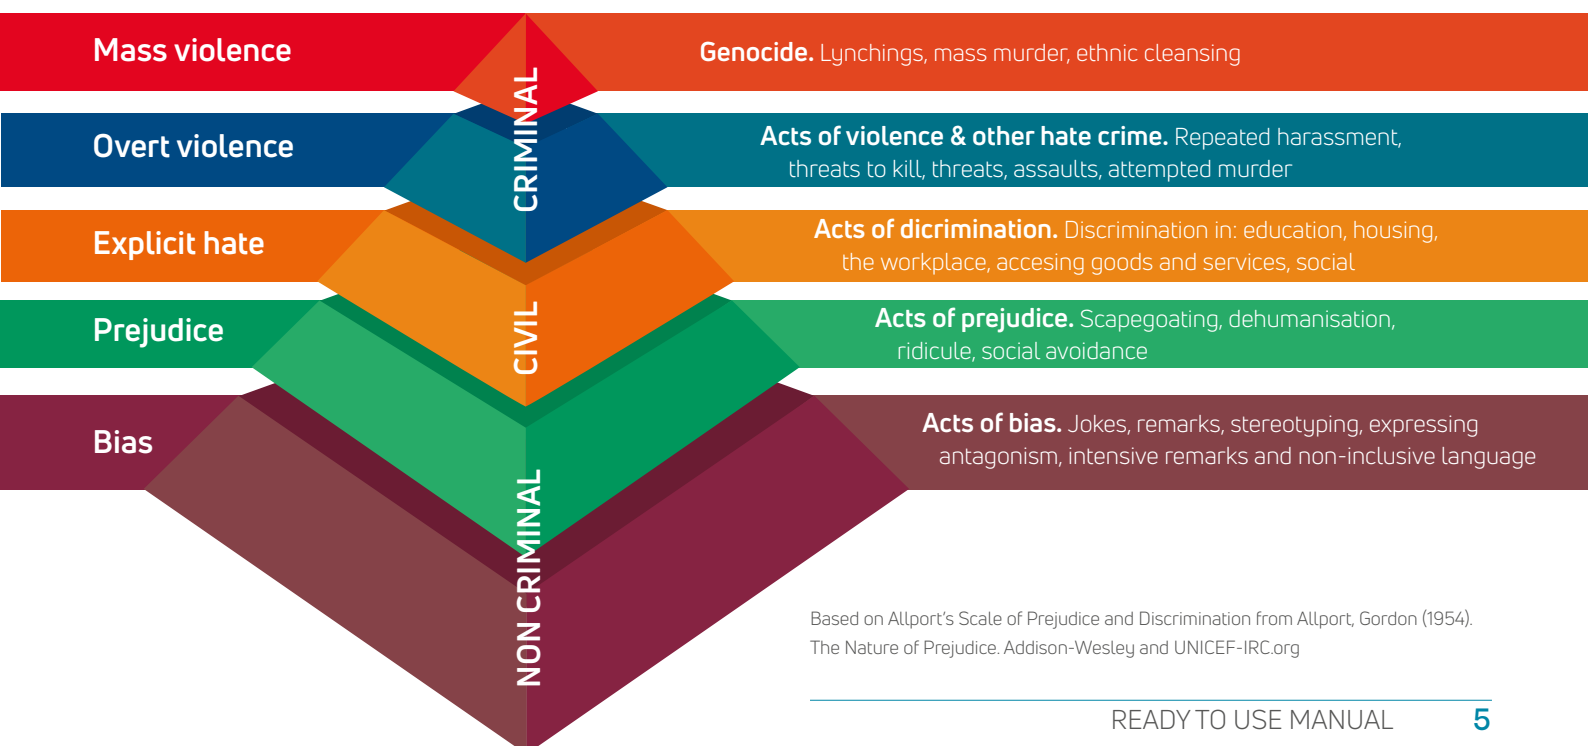 Mass violence
Genocide. Lynchings, mass murder, ethnic cleansing
CRIMINAL
Overt violence
Acts of violence & other hate crime. Repeated harassment,
threats to kill, threats, assaults, attempted murder
Explicit hate
Acts of dicrimination. Discrimination in: education, housing,
the workplace, accesing goods and services, social
CIVIL
Prejudice
Acts of prejudice. Scapegoating, dehumanisation,
ridicule, social avoidance
Bias
Acts of bias. Jokes, remarks, stereotyping, expressing
antagonism, intensive remarks and non-inclusive language
NON CRIMINAL
Based on Allport’s Scale of Prejudice and Discrimination from Allport, Gordon (1954).
The Nature of Prejudice. Addison-Wesley and UNICEF-IRC.org
READY TO USE MANUAL 5